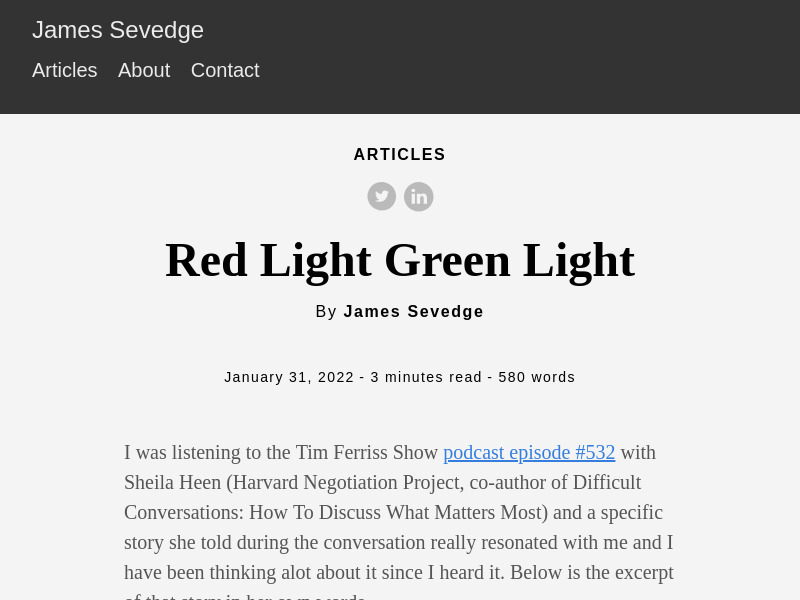 James Sevedge
Articles About Contact
ARTICLES
Red Light Green Light
By James Sevedge
January 31, 2022 - 3 minutes read - 580 words
I was listening to the Tim Ferriss Show podcast episode #532 with
Sheila Heen (Harvard Negotiation Project, co-author of Difficult
Conversations: How To Discuss What Matters Most) and a specific
story she told during the conversation really resonated with me and I
have been thinking alot about it since I heard it. Below is the excerpt
of that story in her own words.